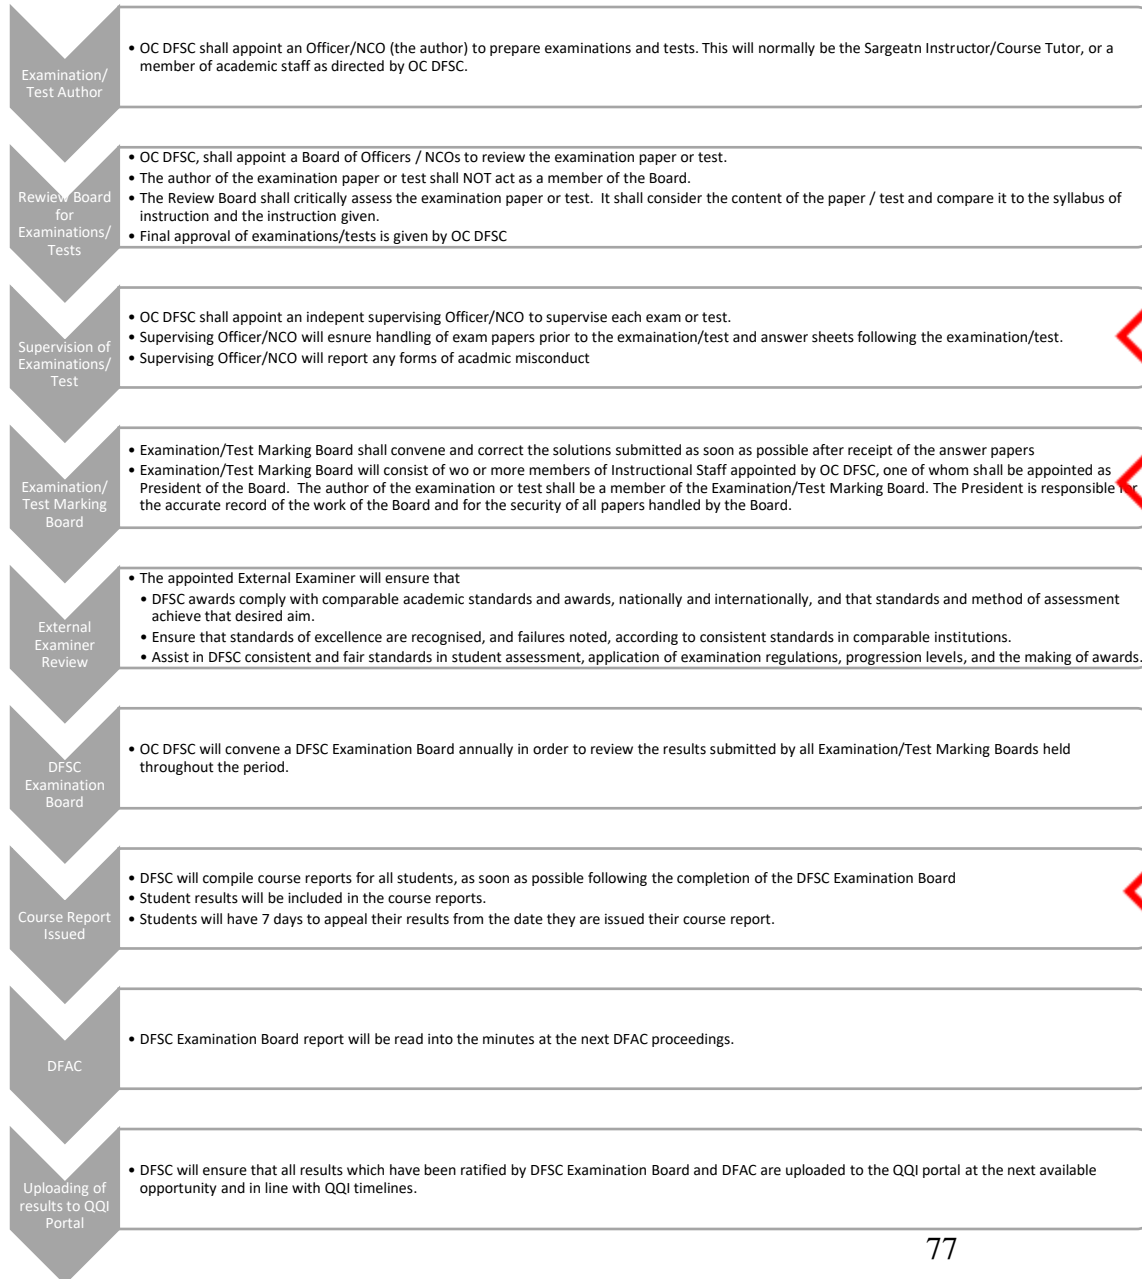 Examination/
Test Author
• OC DFSC shall appoint an Officer/NCO (the author) to prepare examinations and tests. This will normally be the Sargeatn Instructor/Course Tutor, or a
member of academic staff as directed by OC DFSC.
Rewiew Board
for
Examinations/
Tests
• OC DFSC, shall appoint a Board of Officers / NCOs to review the examination paper or test.
• The author of the examination paper or test shall NOT act as a member of the Board.
• The Review Board shall critically assess the examination paper or test. It shall consider the content of the paper / test and compare it to the syllabus of
instruction and the instruction given.
• Final approval of examinations/tests is given by OC DFSC
Supervision of
Examinations/
Test
• OC DFSC shall appoint an indepent supervising Officer/NCO to supervise each exam or test.
• Supervising Officer/NCO will esnure handling of exam papers prior to the exmaination/test and answer sheets following the examination/test.
• Supervising Officer/NCO will report any forms of acadmic misconduct
Examination/
Test Marking
Board
• Examination/Test Marking Board shall convene and correct the solutions submitted as soon as possible after receipt of the answer papers
• Examination/Test Marking Board will consist of wo or more members of Instructional Staff appointed by OC DFSC, one of whom shall be appointed as
President of the Board. The author of the examination or test shall be a member of the Examination/Test Marking Board. The President is responsible for
the accurate record of the work of the Board and for the security of all papers handled by the Board.
External
Examiner
Review
• The appointed External Examiner will ensure that
• DFSC awards comply with comparable academic standards and awards, nationally and internationally, and that standards and method of assessment
achieve that desired aim.
• Ensure that standards of excellence are recognised, and failures noted, according to consistent standards in comparable institutions.
• Assist in DFSC consistent and fair standards in student assessment, application of examination regulations, progression levels, and the making of awards.
DFSC
Examination
Board
• OC DFSC will convene a DFSC Examination Board annually in order to review the results submitted by all Examination/Test Marking Boards held
throughout the period.
Course Report
Issued
• DFSC will compile course reports for all students, as soon as possible following the completion of the DFSC Examination Board
• Student results will be included in the course reports.
• Students will have 7 days to appeal their results from the date they are issued their course report.
DFAC
• DFSC Examination Board report will be read into the minutes at the next DFAC proceedings.
Uploading of
results to QQI
Portal
• DFSC will ensure that all results which have been ratified by DFSC Examination Board and DFAC are uploaded to the QQI portal at the next available
opportunity and in line with QQI timelines.
77